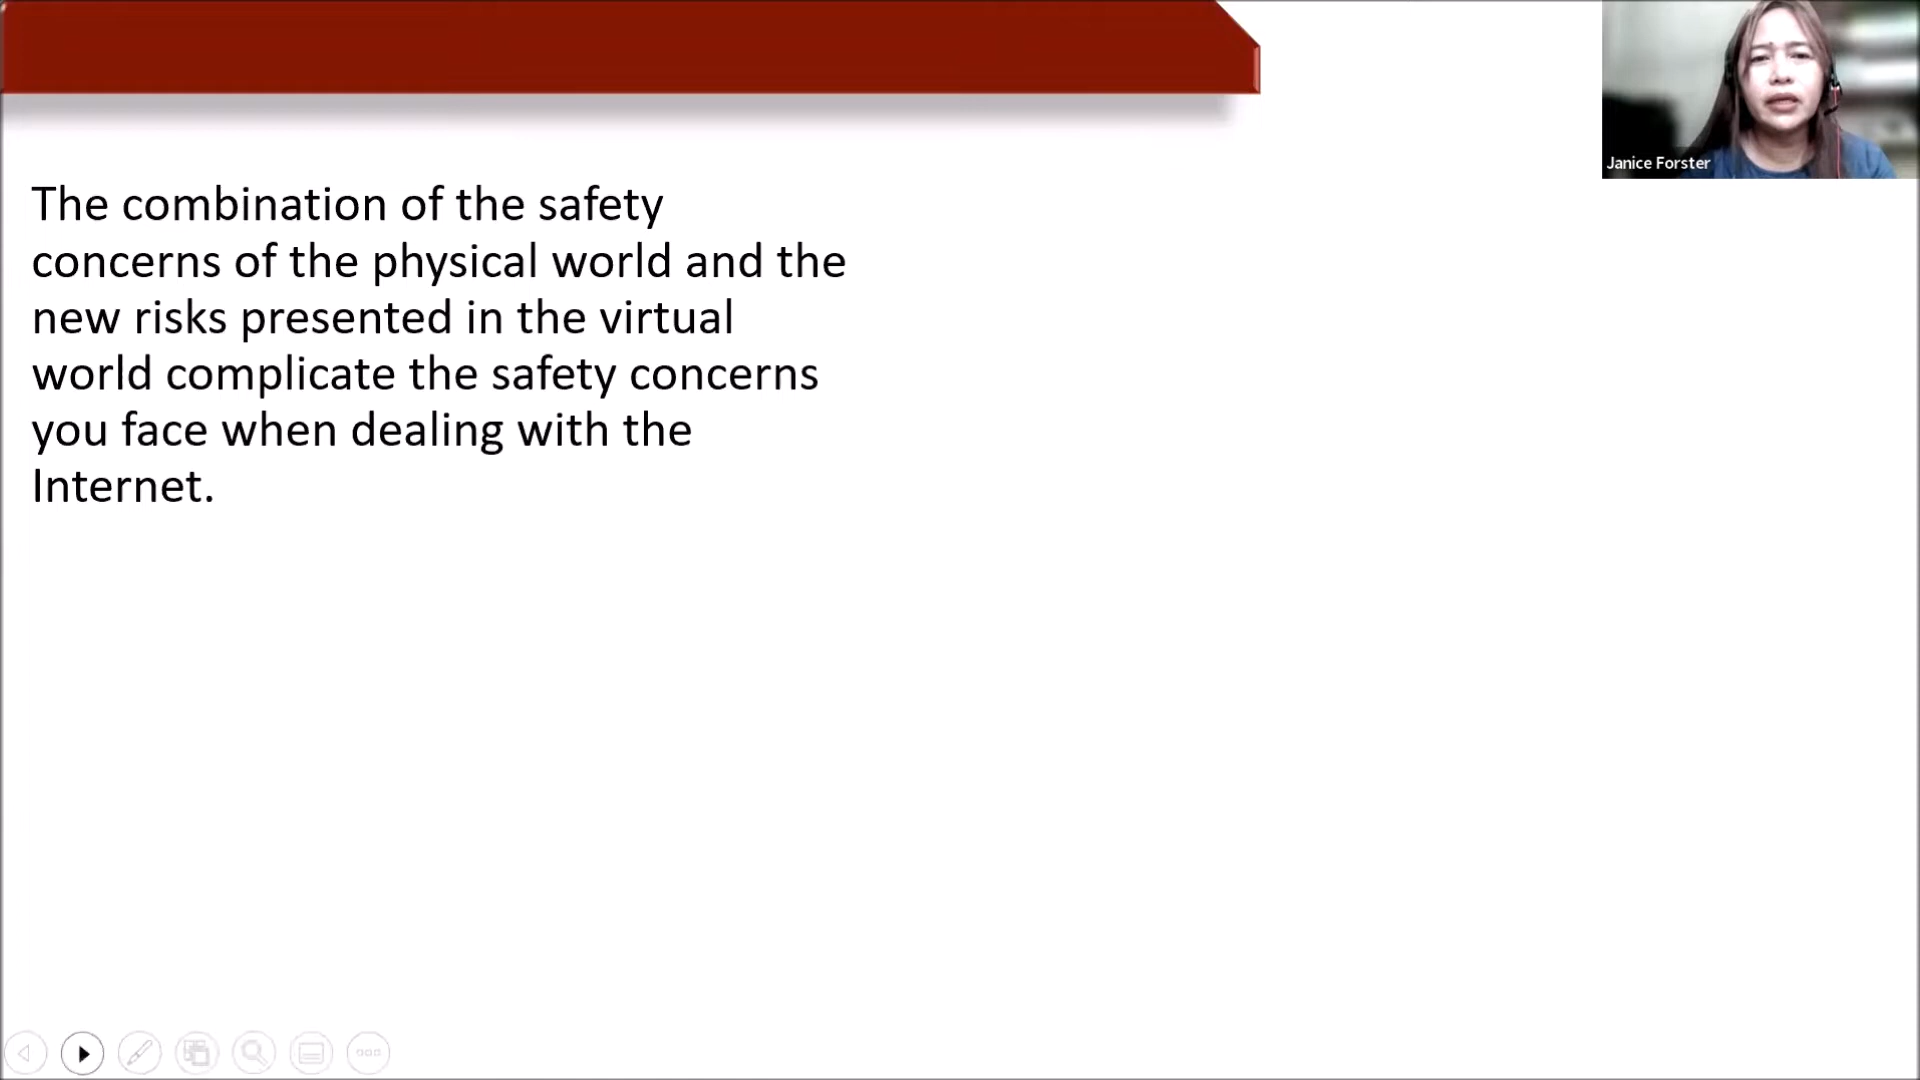 The combination of the safety
concerns of the physical world and the
new risks presented in the virtual
world complicate the safety concerns
you face when dealing with the
Internet.
Janice Forster